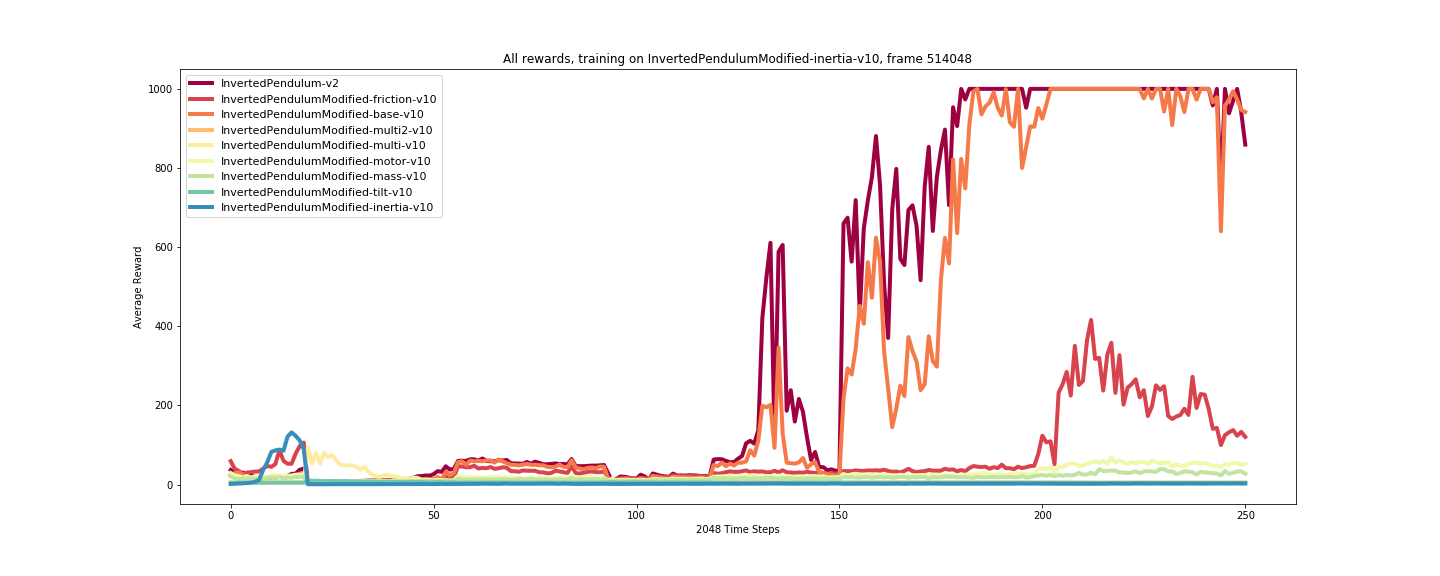 All rewards, training on InvertedPendulumModified-inertia-v10, frame 514048
InvertedPendulum-v2
InvertedPendulumModified-friction-v10
InvertedPendulumModified-base-v10
InvertedPendulumModified-multi2-v10
InvertedPendulumModified-multi-v10
InvertedPendulumModified-motor-v10
InvertedPendulumModified-mass-v10
InvertedPendulumModified-tilt-v10
InvertedPendulumModified-inertia-v10
1000
800
600
400
200
0
Average Reward
0 50 100 150 200 250
2048 Time Steps